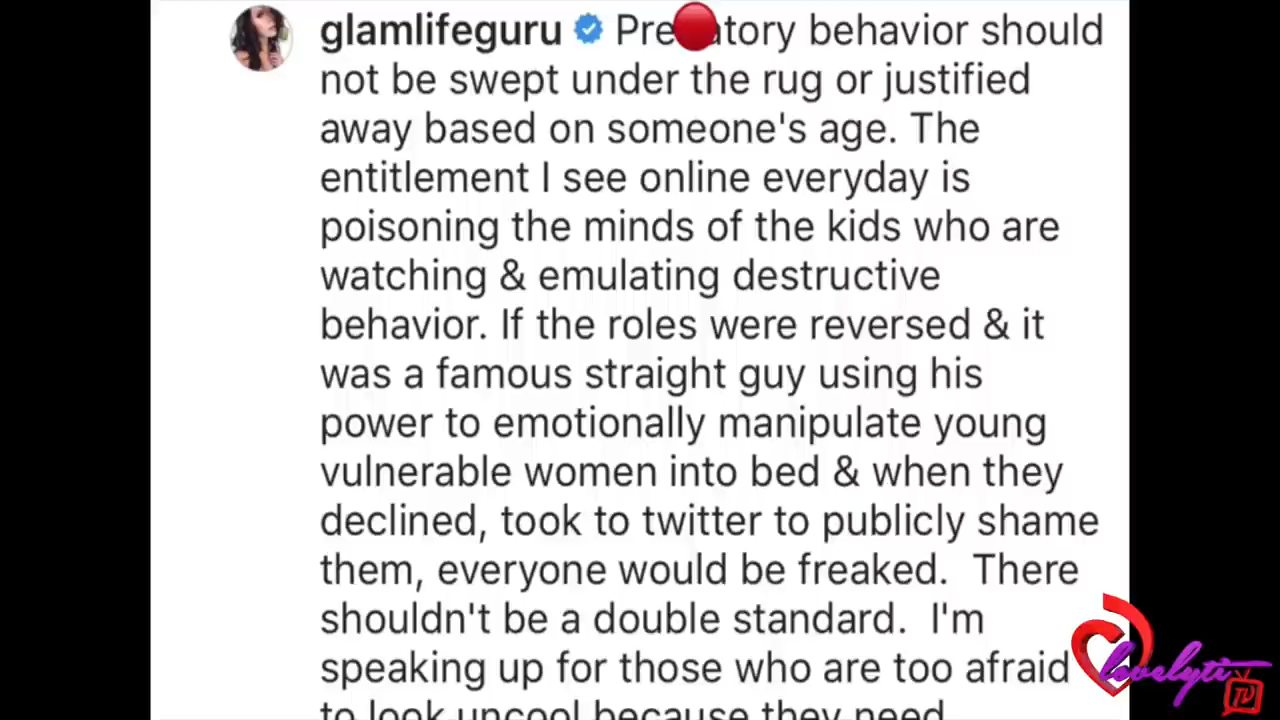 glamlifeguru Pre tory behavior should
not be swept under the rug or justified
away based on someone's age. The
entitlement I see online everyday is
poisoning the minds of the kids who are
watching & emulating destructive
behavior. If the roles were reversed & it
was a famous straight guy using his
power to emotionally manipulate young
vulnerable women into bed & when they
declined, took to twitter to publicly shame
them, everyone would be freaked. There
shouldn't be a double standard. I'm
speaking up for those who are too afraid
to look uncool because they need
lovelyti
TV